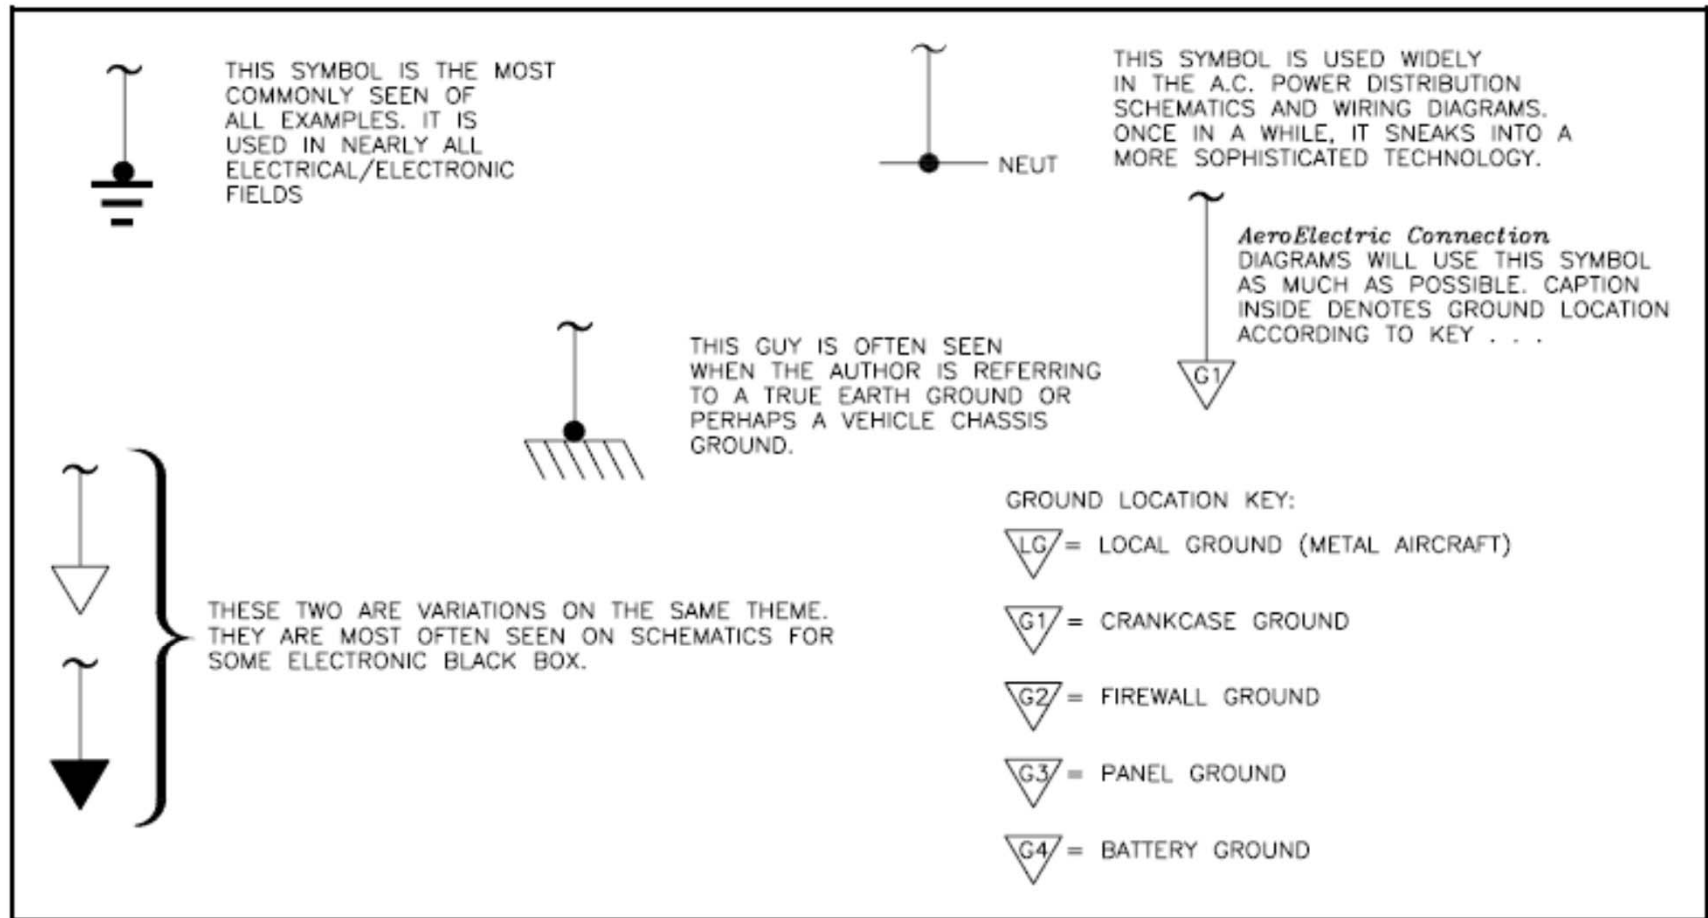 THIS SYMBOL IS THE MOST
COMMONLY SEEN OF
ALL EXAMPLES. IT IS
USED IN NEARLY ALL
ELECTRICAL/ELECTRONIC
FIELDS
NEUT
THIS SYMBOL IS USED WIDELY
IN THE A.C. POWER DISTRIBUTION
SCHEMATICS AND WIRING DIAGRAMS.
ONCE IN A WHILE, IT SNEAKS INTO A
MORE SOPHISTICATED TECHNOLOGY.
AeroElectric Connection
DIAGRAMS WILL USE THIS SYMBOL
AS MUCH AS POSSIBLE. CAPTION
INSIDE DENOTES GROUND LOCATION
ACCORDING TO KEY . . .
G1
THIS GUY IS OFTEN SEEN
WHEN THE AUTHOR IS REFERRING
TO A TRUE EARTH GROUND OR
PERHAPS A VEHICLE CHASSIS
GROUND.
THESE TWO ARE VARIATIONS ON THE SAME THEME.
THEY ARE MOST OFTEN SEEN ON SCHEMATICS FOR
SOME ELECTRONIC BLACK BOX.
GROUND LOCATION KEY:
LG = LOCAL GROUND (METAL AIRCRAFT)
G1 = CRANKCASE GROUND
G2 = FIREWALL GROUND
G3 = PANEL GROUND
G4 = BATTERY GROUND